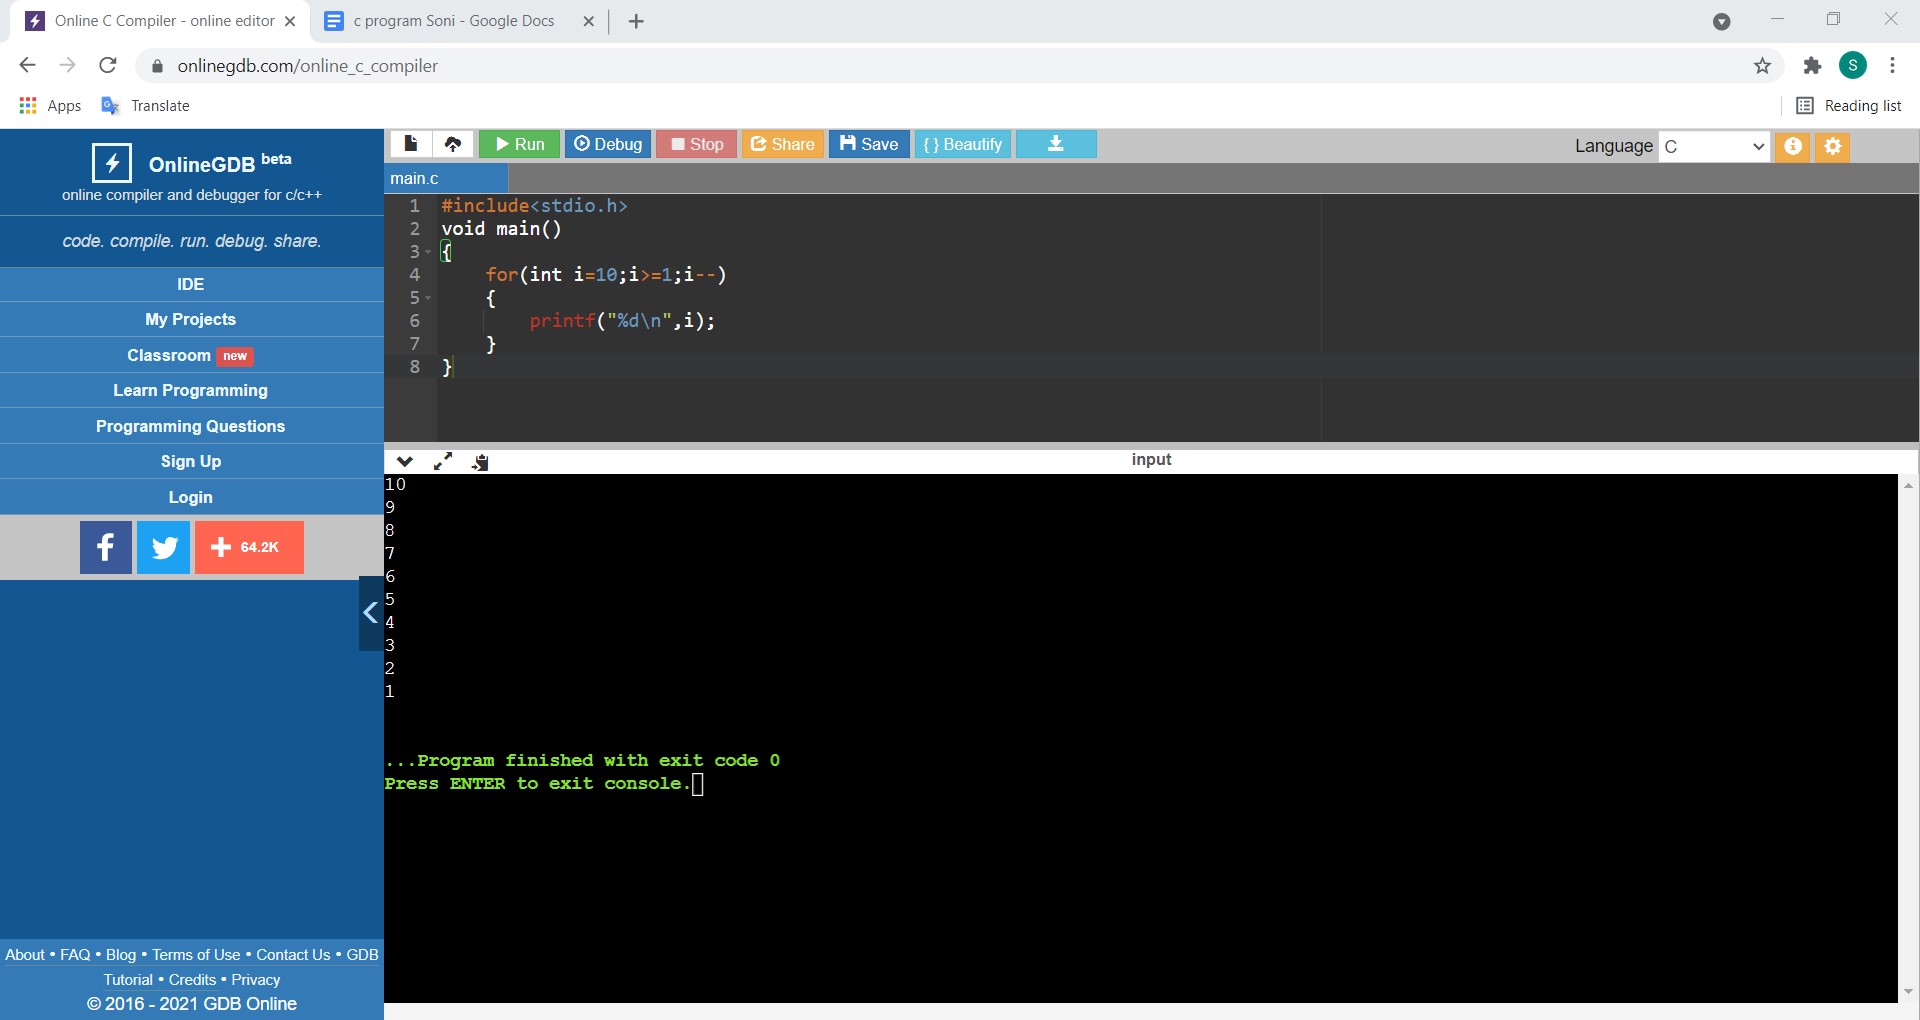 Online C Compiler - online editor
c program Soni - Google Docs
onlinegdb.com/online_c_compiler
S
Apps
Translate
Reading list
OnlineGDB beta
online compiler and debugger for c/c++
code. compile. run. debug. share.
IDE
My Projects
Classroom new
Learn Programming
Programming Questions
Sign Up
Login
f
64.2K
About • FAQ • Blog • Terms of Use • Contact Us • GDB
Tutorial • Credits • Privacy
© 2016 - 2021 GDB Online
Run Debug Stop Share Save { } Beautify
Language C
main.c
1 #include<stdio.h>
2 void main()
3 {
4 for(int i=10;i>=1;i--)
5 {
6 printf("%d\n",i);
7 }
8 }
input
10
9
8
7
6
5
4
3
2
1
...Program finished with exit code 0
Press ENTER to exit console.